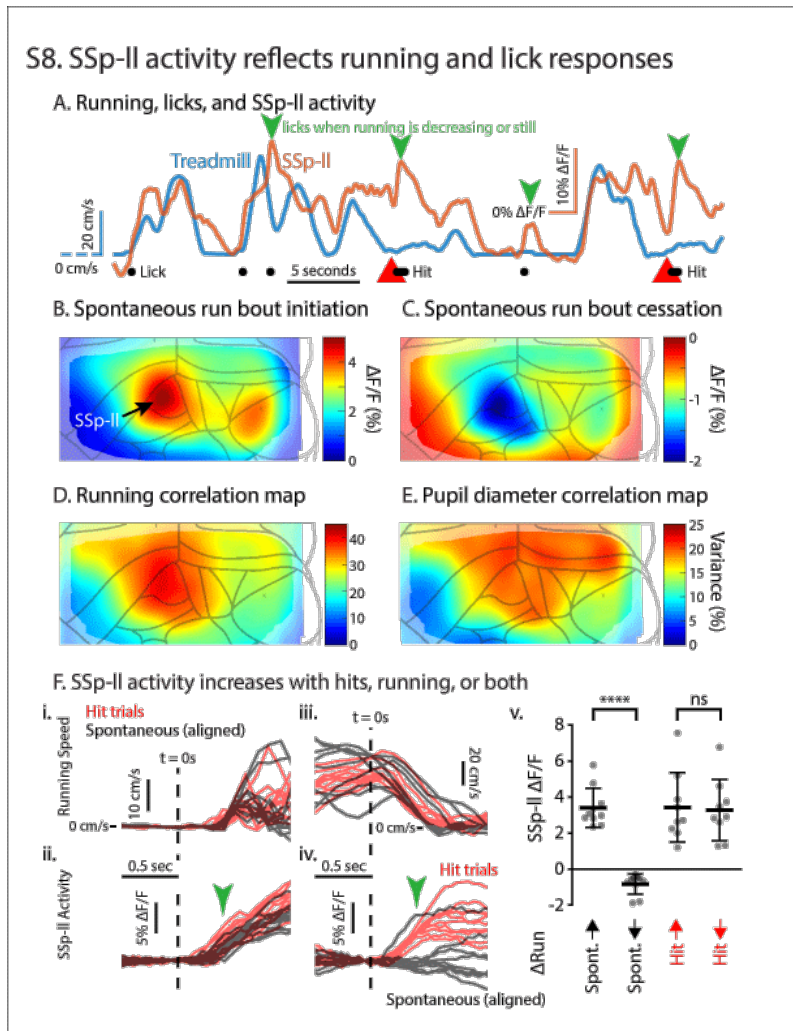 S8. SSp-ll activity reflects running and lick responses
A. Running, licks, and SSp-ll activity
licks when running is decreasing or still
Treadmill SSp-ll
20 cm/s
0 cm/s
Lick
5 seconds
Hit
0% ΔF/F
10% ΔF/F
Hit
B. Spontaneous run bout initiation
SSp-ll
4
2
0
ΔF/F (%)
C. Spontaneous run bout cessation
0
-1
-2
ΔF/F (%)
D. Running correlation map
40
30
20
10
0
E. Pupil diameter correlation map
25
20
15
10
5
0
Variance (%)
F. SSp-ll activity increases with hits, running, or both
i.
Hit trials
Spontaneous (aligned)
t = 0s
Running Speed
10 cm/s
0 cm/s
iii.
t = 0s
20 cm/s
0 cm/s
ii.
0.5 sec
SSp-ll Activity
5% ΔF/F
iv.
0.5 sec
Hit trials
5% ΔF/F
Spontaneous (aligned)
v.
****
ns
SSp-ll ΔF/F
8
6
4
2
0
-2
ΔRun
Spont.
Spont.
Hit
Hit